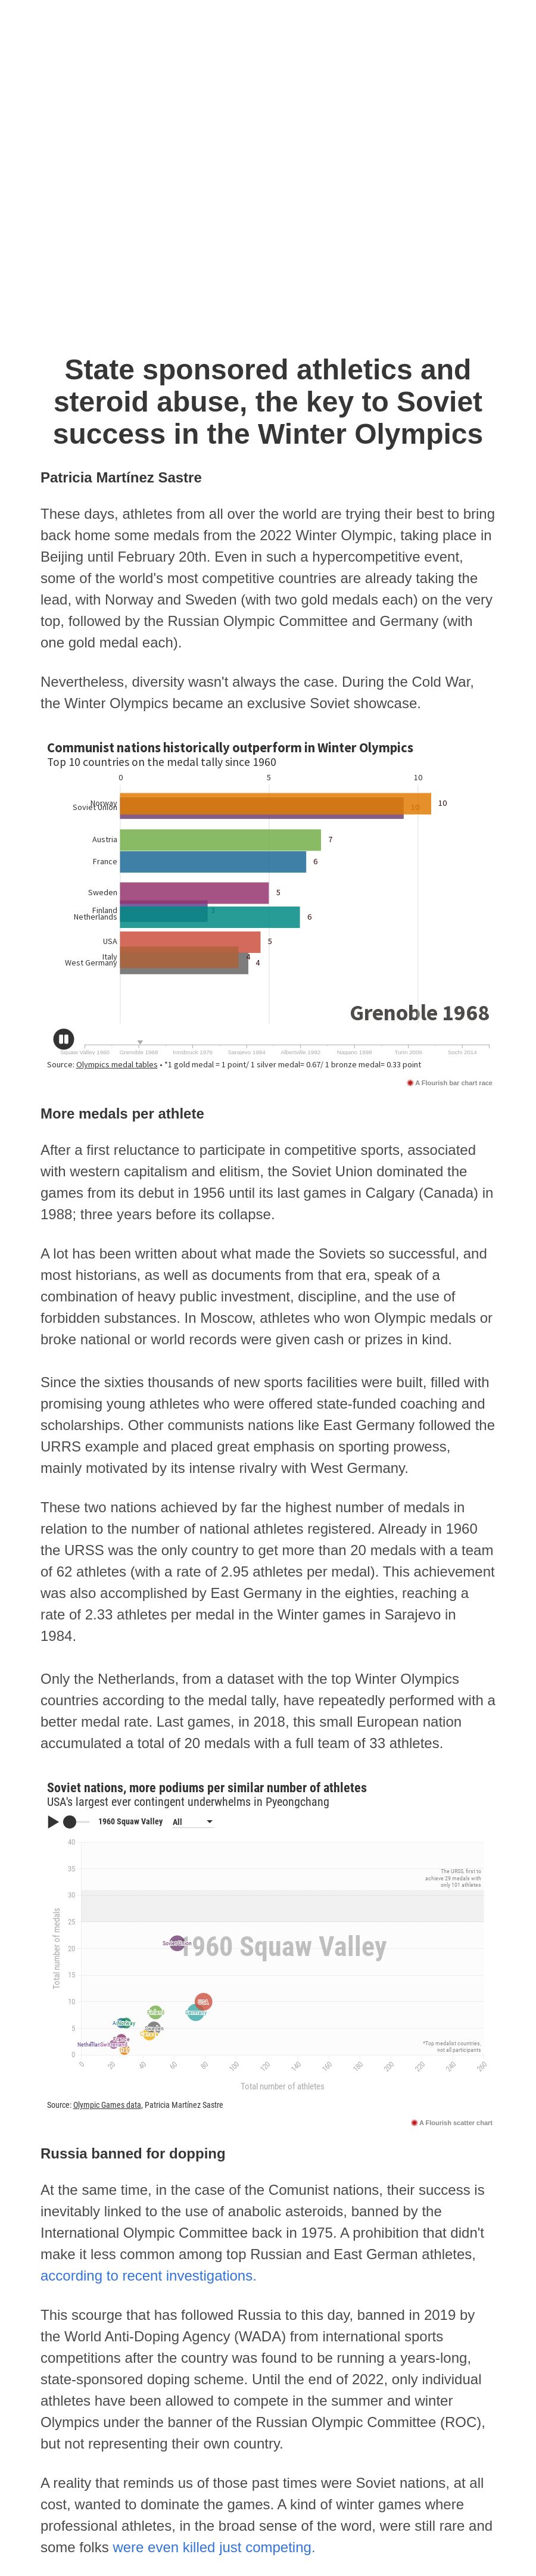 State sponsored athletics and
steroid abuse, the key to Soviet
success in the Winter Olympics
Patricia Martínez Sastre
These days, athletes from all over the world are trying their best to bring
back home some medals from the 2022 Winter Olympic, taking place in
Beijing until February 20th. Even in such a hypercompetitive event,
some of the world's most competitive countries are already taking the
lead, with Norway and Sweden (with two gold medals each) on the very
top, followed by the Russian Olympic Committee and Germany (with
one gold medal each).
Nevertheless, diversity wasn't always the case. During the Cold War,
the Winter Olympics became an exclusive Soviet showcase.
Communist nations historically outperform in Winter Olympics
Top 10 countries on the medal tally since 1960
0 5 10
Norway 10
Soviet Union 10
Austria 7
France 6
Sweden 5
Finland 3
Netherlands 6
USA 5
Italy 4
West Germany 4
Grenoble 1968
Squaw Valley 1960 Grenoble 1968 Innsbruck 1976 Sarajevo 1984 Albertville 1992 Nagano 1998 Turin 2006 Sochi 2014
Source: Olympics medal tables • *1 gold medal = 1 point/ 1 silver medal= 0.67/ 1 bronze medal= 0.33 point
A Flourish bar chart race
More medals per athlete
After a first reluctance to participate in competitive sports, associated
with western capitalism and elitism, the Soviet Union dominated the
games from its debut in 1956 until its last games in Calgary (Canada) in
1988; three years before its collapse.
A lot has been written about what made the Soviets so successful, and
most historians, as well as documents from that era, speak of a
combination of heavy public investment, discipline, and the use of
forbidden substances. In Moscow, athletes who won Olympic medals or
broke national or world records were given cash or prizes in kind.
Since the sixties thousands of new sports facilities were built, filled with
promising young athletes who were offered state-funded coaching and
scholarships. Other communists nations like East Germany followed the
URRS example and placed great emphasis on sporting prowess,
mainly motivated by its intense rivalry with West Germany.
These two nations achieved by far the highest number of medals in
relation to the number of national athletes registered. Already in 1960
the URSS was the only country to get more than 20 medals with a team
of 62 athletes (with a rate of 2.95 athletes per medal). This achievement
was also accomplished by East Germany in the eighties, reaching a
rate of 2.33 athletes per medal in the Winter games in Sarajevo in
1984.
Only the Netherlands, from a dataset with the top Winter Olympics
countries according to the medal tally, have repeatedly performed with a
better medal rate. Last games, in 2018, this small European nation
accumulated a total of 20 medals with a full team of 33 athletes.
Soviet nations, more podiums per similar number of athletes
USA's largest ever contingent underwhelms in Pyeongchang
1960 Squaw Valley All
40
35
30
25
20
15
10
5
0
Total number of medals
The URSS, first to
achieve 29 medals with
only 101 athletes
1960 Squaw Valley
Soviet Union
USA
Germany
*Top medalist countries,
not all participants
0 20 40 60 80 100 120 140 160 180 200 220 240 260
Total number of athletes
Source: Olympic Games data, Patricia Martínez Sastre
A Flourish scatter chart
Russia banned for dopping
At the same time, in the case of the Comunist nations, their success is
inevitably linked to the use of anabolic asteroids, banned by the
International Olympic Committee back in 1975. A prohibition that didn't
make it less common among top Russian and East German athletes,
according to recent investigations.
This scourge that has followed Russia to this day, banned in 2019 by
the World Anti-Doping Agency (WADA) from international sports
competitions after the country was found to be running a years-long,
state-sponsored doping scheme. Until the end of 2022, only individual
athletes have been allowed to compete in the summer and winter
Olympics under the banner of the Russian Olympic Committee (ROC),
but not representing their own country.
A reality that reminds us of those past times were Soviet nations, at all
cost, wanted to dominate the games. A kind of winter games where
professional athletes, in the broad sense of the word, were still rare and
some folks were even killed just competing.